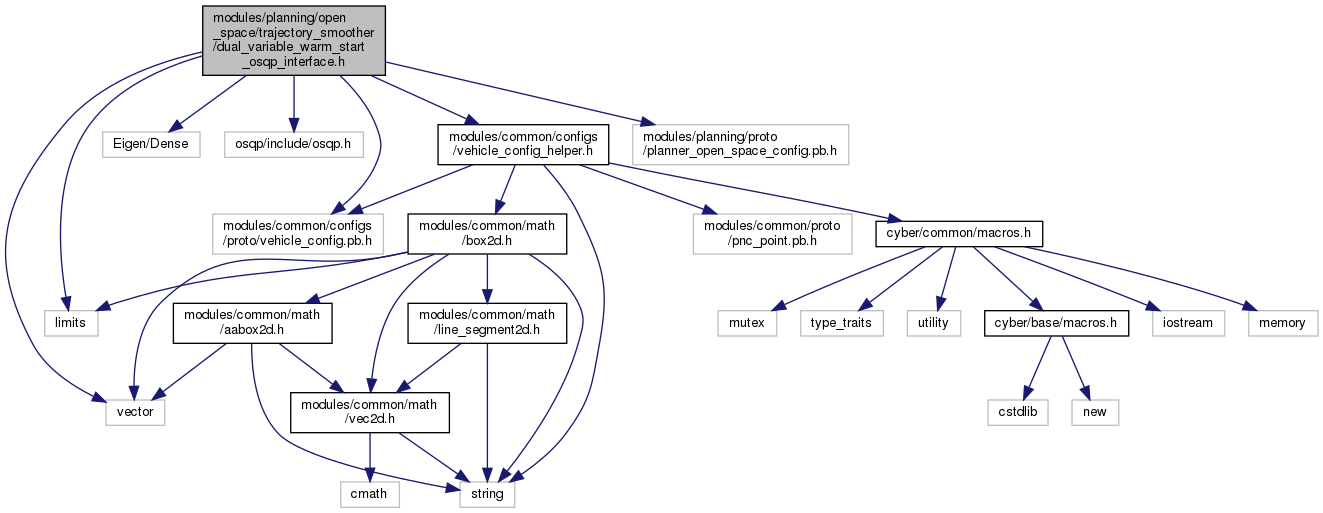 modules/planning/open
_space/trajectory_smoother
/dual_variable_warm_start
_osqp_interface.h
Eigen/Dense
osqp/include/osqp.h
modules/common/configs
/vehicle_config_helper.h
modules/planning/proto
/planner_open_space_config.pb.h
modules/common/configs
/proto/vehicle_config.pb.h
modules/common/math
/box2d.h
modules/common/proto
/pnc_point.pb.h
cyber/common/macros.h
limits
modules/common/math
/aabox2d.h
modules/common/math
/line_segment2d.h
mutex
type_traits
utility
cyber/base/macros.h
iostream
memory
vector
modules/common/math
/vec2d.h
cstdlib
new
cmath
string